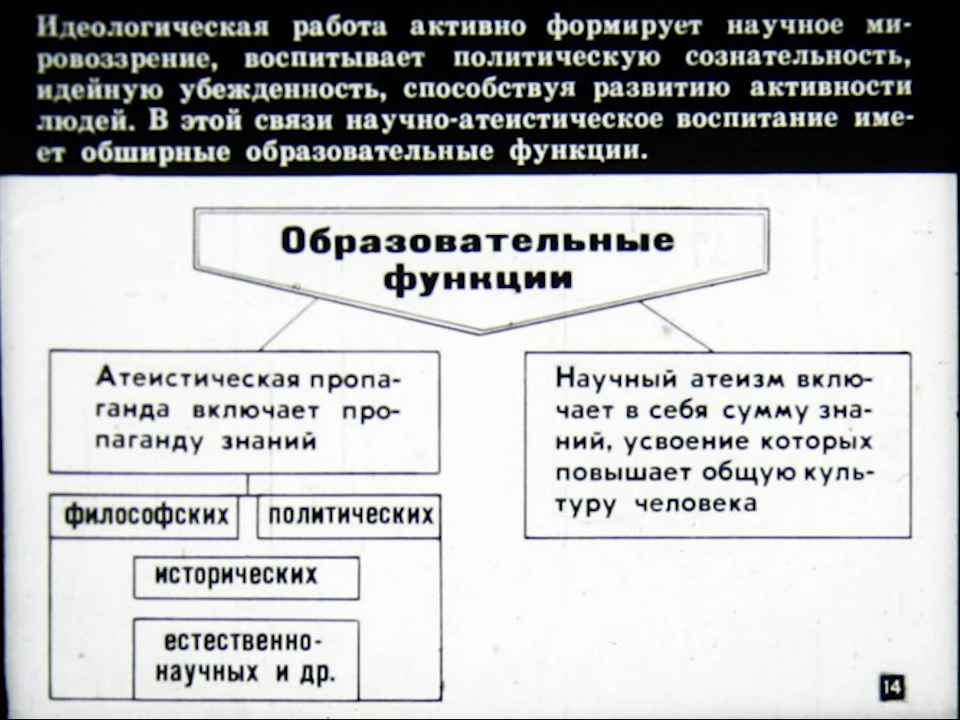 Идеологическая работа активно формирует научное ми-
ровоззрение, воспитывает политическую сознательность,
идейную убежденность, способствуя развитию активности
людей. В этой связи научно-атеистическое воспитание име-
ет обширные образовательные функции.
Образовательные
функции
Атеистическая пропа-
ганда включает про-
паганду знаний
философских
политических
исторических
естественно-
научных и др.
Научный атеизм вклю-
чает в себя сумму зна-
ний, усвоение которых
повышает общую куль-
туру человека
14